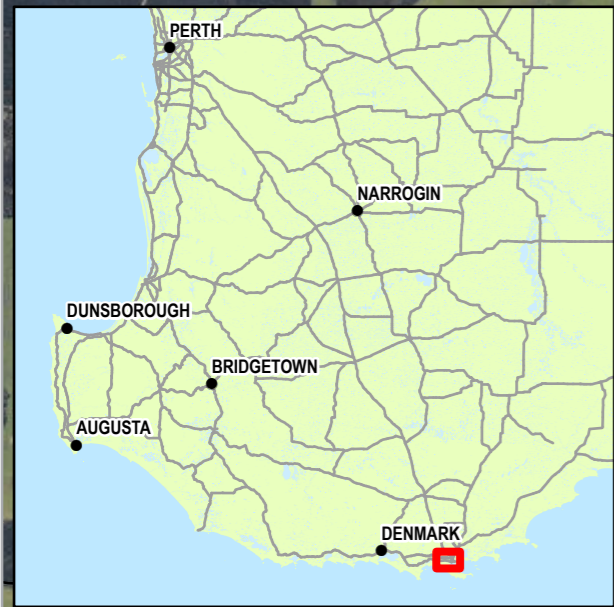 PERTH
NARROGIN
DUNSBOROUGH
BRIDGETOWN
AUGUSTA
DENMARK